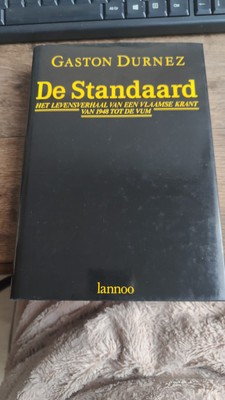 GASTON DURNEZ
De Standaard
HET LEVENSVERHAAL VAN EEN VLAAMSE KRANT
VAN 1948 TOT DE VUM
lannoo